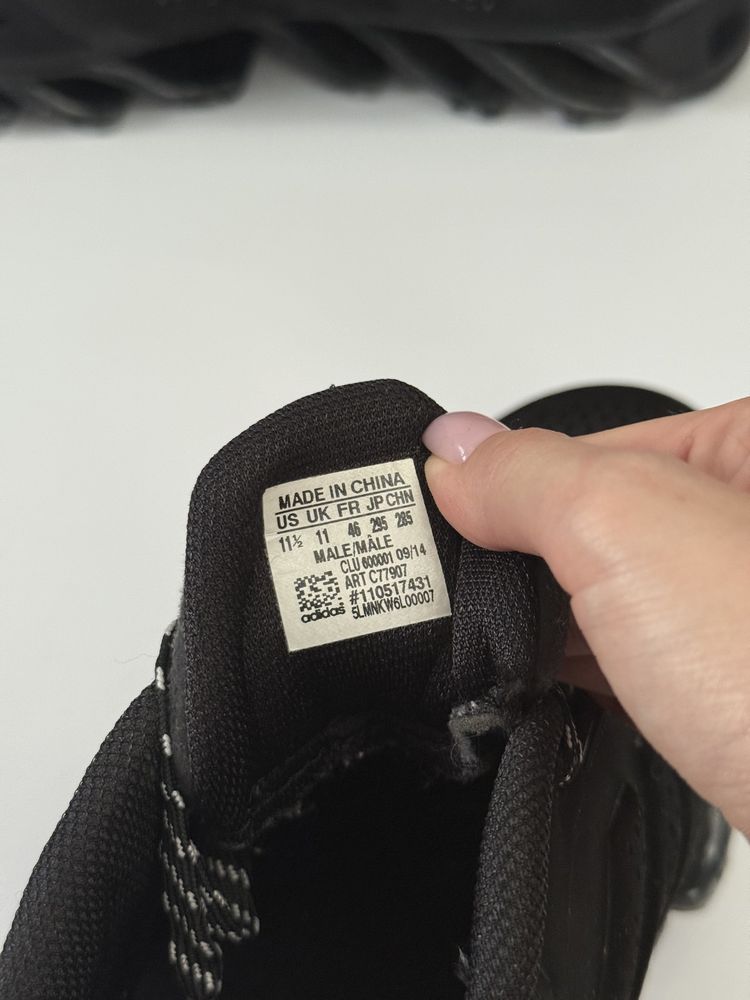 MADE IN CHINA
US UK FR JP CHN
11½ 11 46 295 285
MALE/MÂLE
CLU 600001 09/14
ART C77907
#110517431
5LMNKW6L00007
adidas